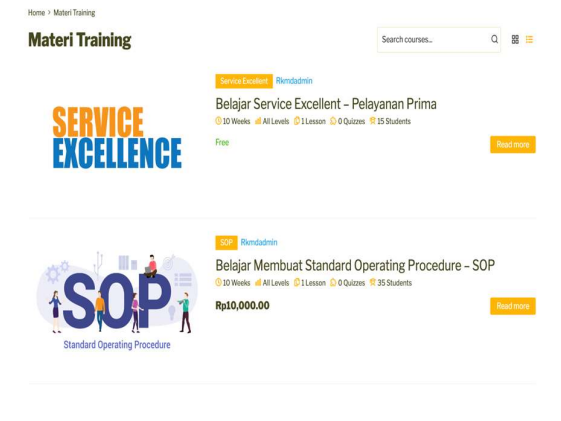 Home > Materi Training
Materi Training
Search courses...
SERVICE
EXCELLENCE
Service Excellent Rkmdadmin
Belajar Service Excellent – Pelayanan Prima
10 Weeks All Levels 1 Lesson 0 Quizzes 15 Students
Free
Read more
SOP
Standard Operating Procedure
SOP Rkmdadmin
Belajar Membuat Standard Operating Procedure – SOP
10 Weeks All Levels 1 Lesson 0 Quizzes 35 Students
Rp10,000.00
Read more